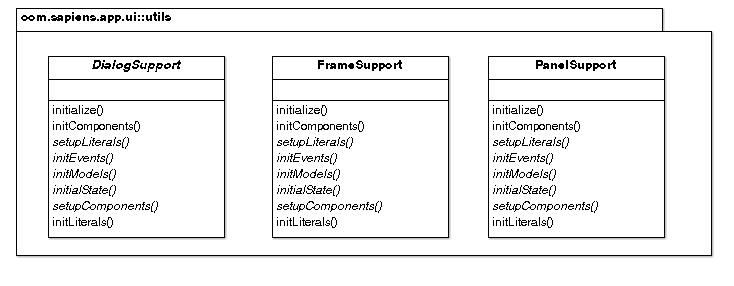 com.sapiens.app.ui::utils
DialogSupport
initialize()
initComponents()
setupLiterals()
initEvents()
initModels()
initialState()
setupComponents()
initLiterals()
FrameSupport
initialize()
initComponents()
setupLiterals()
initEvents()
initModels()
initialState()
setupComponents()
initLiterals()
PanelSupport
initialize()
initComponents()
setupLiterals()
initEvents()
initModels()
initialState()
setupComponents()
initLiterals()